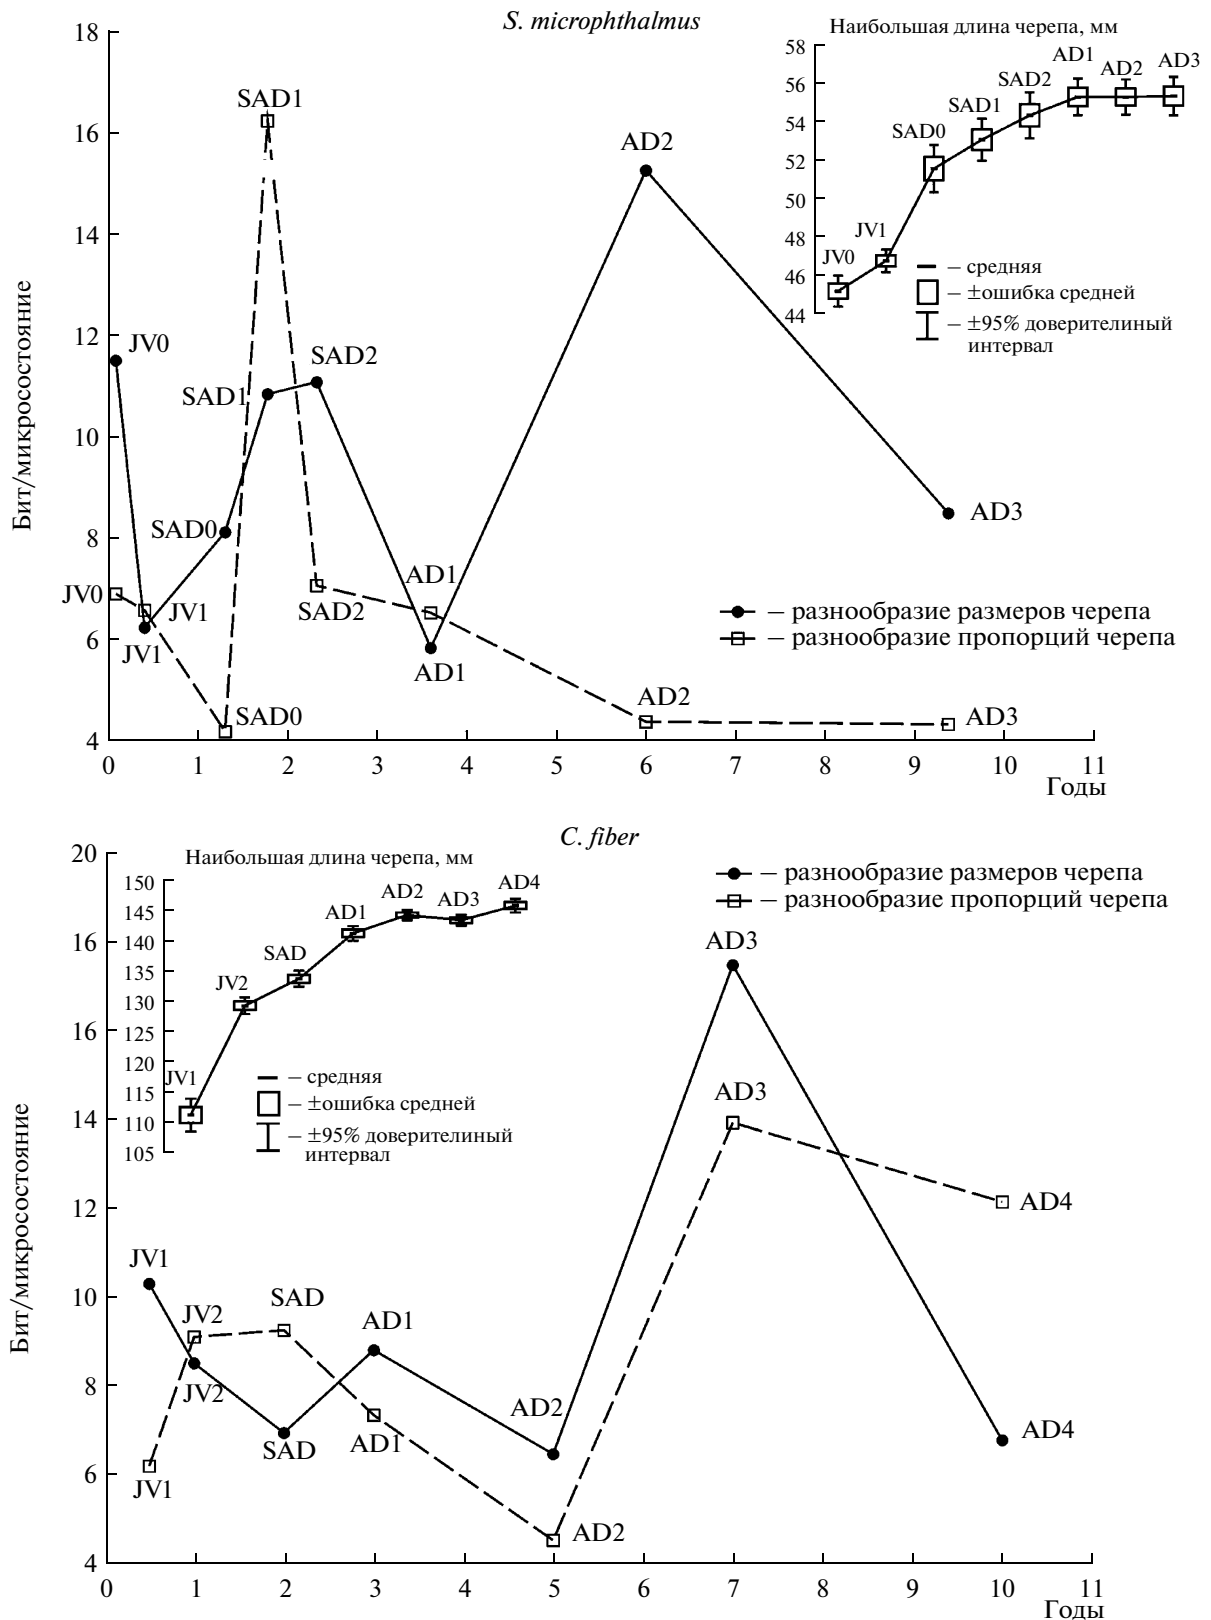 S. microphthalmus
18
16
14
12
10
8
6
4
Бит/микросостояние
0 1 2 3 4 5 6 7 8 9 10 11
Годы
JV0
JV1
SAD0
SAD1
SAD2
AD1
AD2
AD3
JV0
JV1
SAD0
SAD1
SAD2
AD1
AD2
AD3
– разнообразие размеров черепа
– разнообразие пропорций черепа
Наибольшая длина черепа, мм
58
56
54
52
50
48
46
44
JV0
JV1
SAD0
SAD1
SAD2
AD1
AD2
AD3
– средняя
– ±ошибка средней
– ±95% доверителиный
интервал
C. fiber
20
16
16
14
12
10
8
6
4
Бит/микросостояние
0 1 2 3 4 5 6 7 8 9 10 11
Годы
Наибольшая длина черепа, мм
150
145
140
135
130
125
120
115
110
105
JV1
JV2
SAD
AD1
AD2
AD3
AD4
– средняя
– ±ошибка средней
– ±95% доверителиный
интервал
– разнообразие размеров черепа
– разнообразие пропорций черепа
JV1
JV2
SAD
AD1
AD2
AD3
AD4
JV1
JV2
SAD
AD1
AD2
AD3
AD4